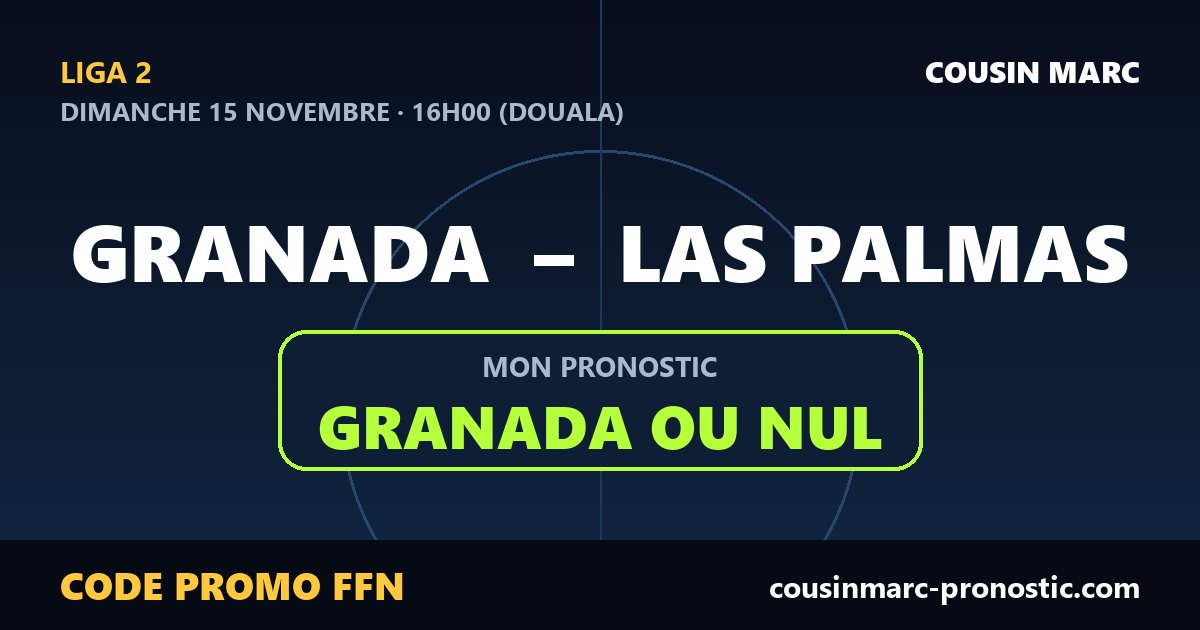 LIGA 2
COUSIN MARC
DIMANCHE 15 NOVEMBRE · 16H00 (DOUALA)
GRANADA – LAS PALMAS
MON PRONOSTIC
GRANADA OU NUL
CODE PROMO FFN
cousinmarc-pronostic.com